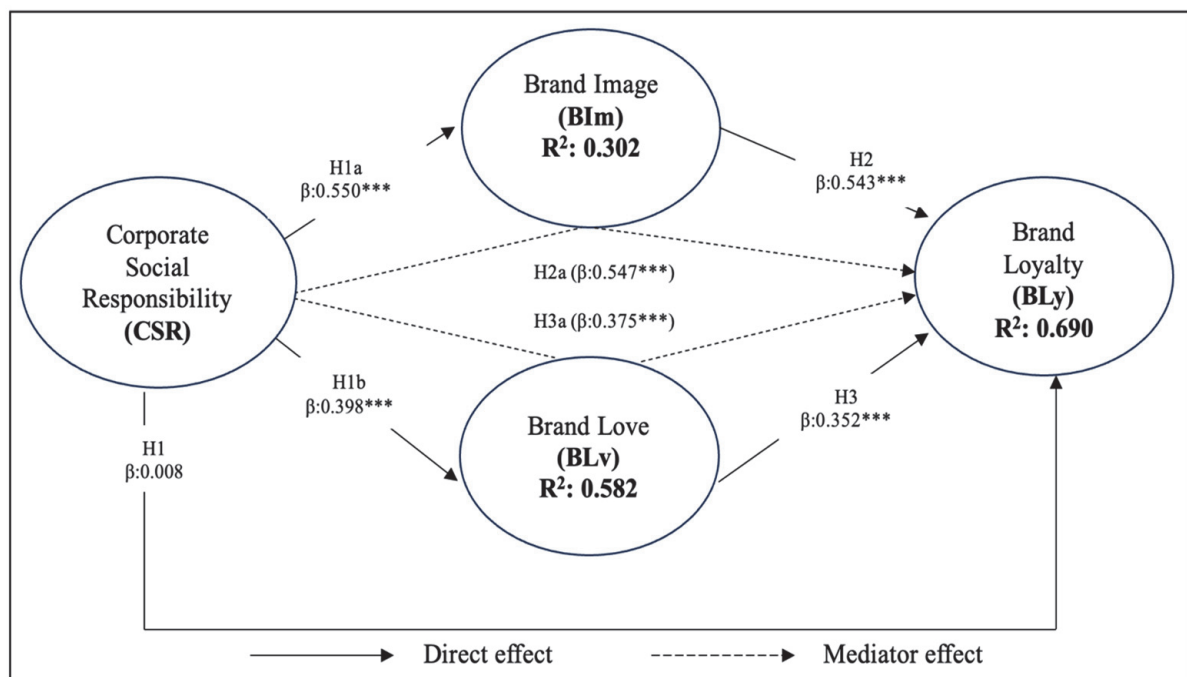 Brand Image
(BIm)
R²: 0.302
H1a
β:0.550***
H2
β:0.543***
Corporate
Social
Responsibility
(CSR)
H2a (β:0.547***)
H3a (β:0.375***)
Brand
Loyalty
(BLy)
R²: 0.690
H1b
β:0.398***
H3
β:0.352***
Brand Love
(BLv)
R²: 0.582
H1
β:0.008
Direct effect
Mediator effect